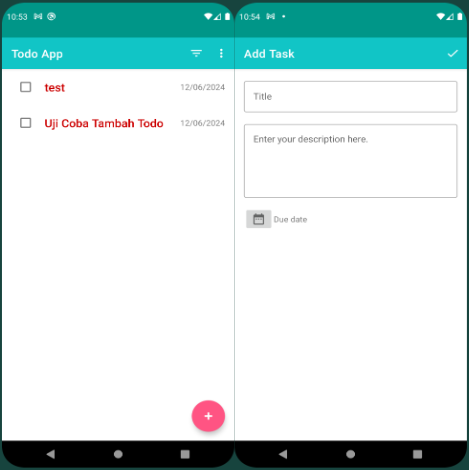 10:53
Todo App
test 12/06/2024
Uji Coba Tambah Todo 12/06/2024
10:54
Add Task
Title
Enter your description here.
Due date